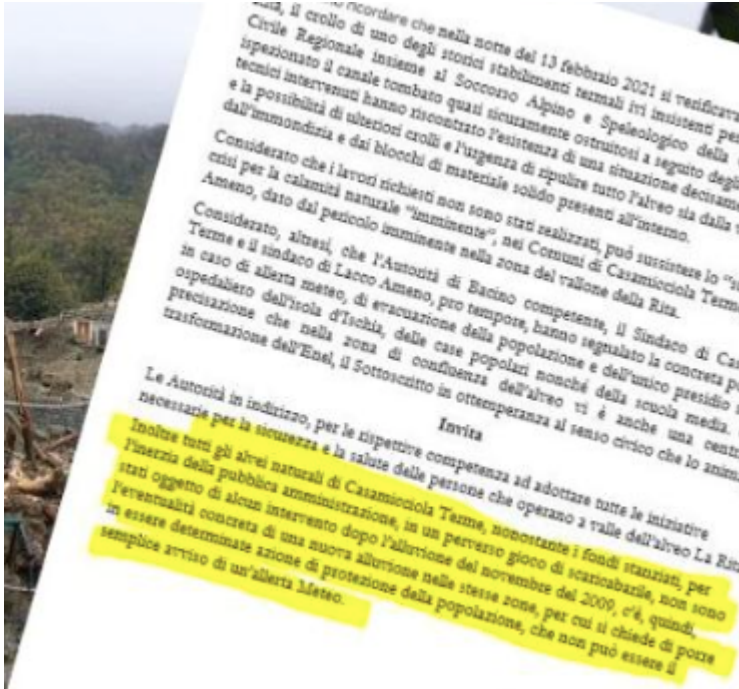 ricordare che nella notte del 13 febbraio 2021 si verificava
il crollo di uno degli storici stabilimenti termali ivi insistenti
Civile Regionale insieme al Soccorso Alpino e Speleologico della
ispezionato il canale tombato quasi sicuramente ostruitosi a seguito degli
tecnici intervenuti hanno riscontrato l'esistenza di una situazione
e la possibilità di ulteriori crolli e l'urgenza di ripulire tutto l'alveo sia dalla
dall'immondizia e dai blocchi di materiale solido presenti all'interno.
Considerato che i lavori richiesti non sono stati realizzati, può sussistere lo
crisi per la calamità naturale "imminente", nei Comuni di Casamicciola Terme
Ameno, dato dal pericolo imminente nella zona del vallone della Rita.
Considerato, altresì, che l'Autorità di Bacino competente, il Sindaco di
Terme e il sindaco di Lacco Ameno, pro tempore, hanno segnalato la concreta
in caso di allerta meteo, di evacuazione della popolazione e dell'unico presidio
ospedaliero dell'isola d'Ischia, delle case popolari nonché della scuola media.
precisazione che nella zona di confluenza dell'alveo vi è anche una
trasformazione dell'Enel, il Sottoscritto in ottemperanza al senso civico che lo
Invita
Le Autorità in indirizzo, per le rispettive competenza ad adottare tutte le iniziative
necessarie per la sicurezza e la salute delle persone che operano a valle dell'alveo La Rita
Inoltre tutti gli alvei naturali di Casamicciola Terme, nonostante i fondi stanziati, per
l'inerzia della pubblica amministrazione, in un perverso gioco di scaricabarile, non sono
stati oggetto di alcun intervento dopo l'alluvione del novembre del 2009, c'è, quindi,
l'eventualità concreta di una nuova alluvione nelle stesse zone, per cui si chiede di porre
in essere determinate azione di protezione della popolazione, che non può essere il
semplice avviso di un'allerta Meteo.